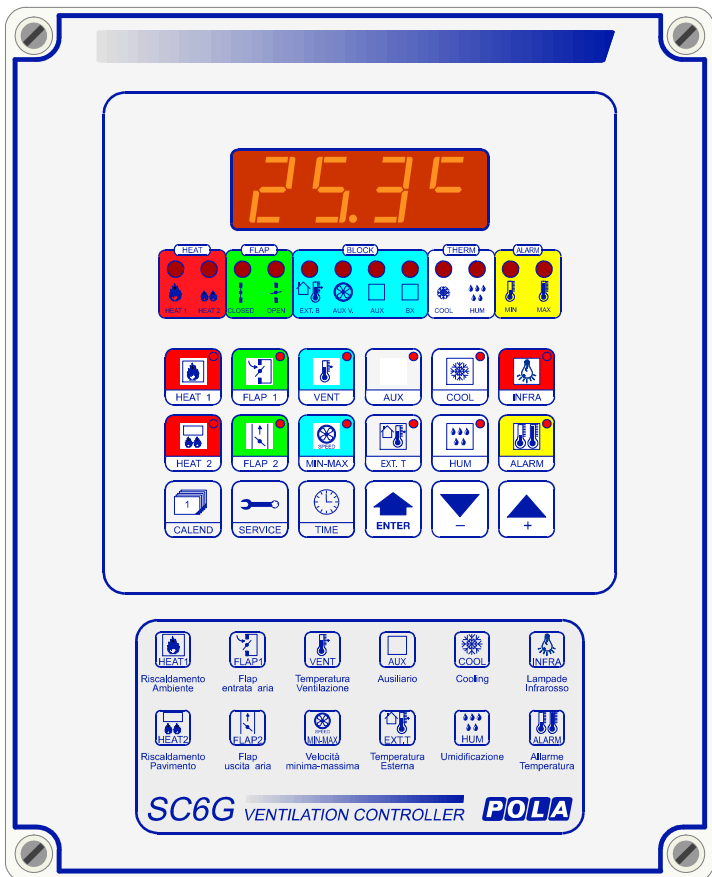 25.3°
HEAT FLAP BLOCK THERM ALARM
HEAT 1 HEAT 2 CLOSED OPEN EXT. B AUX V. AUX BX COOL HUM MIN MAX
HEAT 1 FLAP 1 VENT AUX COOL INFRA
SPEED
HEAT 2 FLAP 2 MIN-MAX EXT. T HUM ALARM
1
CALEND SERVICE TIME ENTER − +
HEAT1 FLAP1 VENT AUX COOL INFRA
Riscaldamento Flap Temperatura Ausiliario Cooling Lampade
Ambiente entrata aria Ventilazione Infrarosso
SPEED
HEAT2 FLAP2 MIN-MAX EXT.T HUM ALARM
Riscaldamento Flap Velocità Temperatura Umidificazione Allarme
Pavimento uscita aria minima-massima Esterna Temperatura
SC6G VENTILATION CONTROLLER POLA